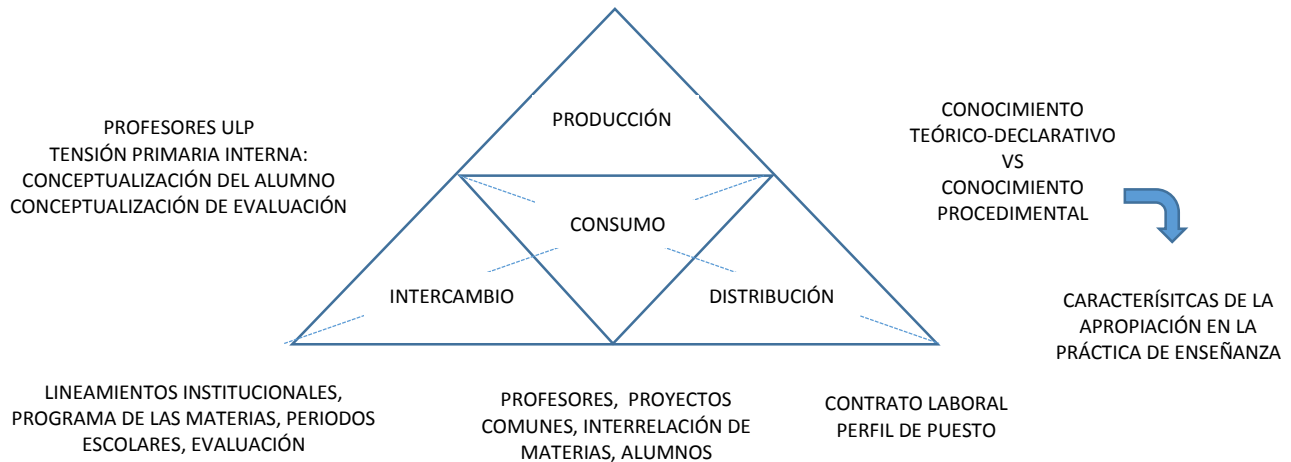 PRODUCCIÓN
PROFESORES ULP
TENSIÓN PRIMARIA INTERNA:
CONCEPTUALIZACIÓN DEL ALUMNO
CONCEPTUALIZACIÓN DE EVALUACIÓN
CONOCIMIENTO
TEÓRICO-DECLARATIVO
VS
CONOCIMIENTO
PROCEDIMENTAL
CONSUMO
INTERCAMBIO
DISTRIBUCIÓN
CARACTERÍSITCAS DE LA
APROPIACIÓN EN LA
PRÁCTICA DE ENSEÑANZA
LINEAMIENTOS INSTITUCIONALES,
PROGRAMA DE LAS MATERIAS, PERIODOS
ESCOLARES, EVALUACIÓN
PROFESORES, PROYECTOS
COMUNES, INTERRELACIÓN DE
MATERIAS, ALUMNOS
CONTRATO LABORAL
PERFIL DE PUESTO